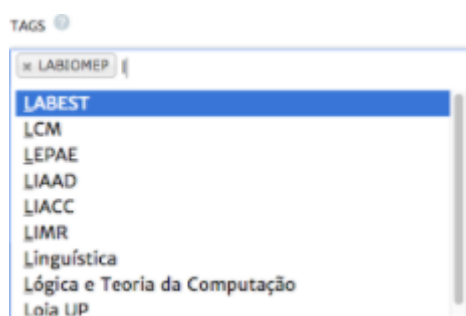 TAGS
× LABIOMEP l
LABEST
LCM
LEPAE
LIAAD
LIACC
LIMR
Linguística
Lógica e Teoria da Computação
Loja UP